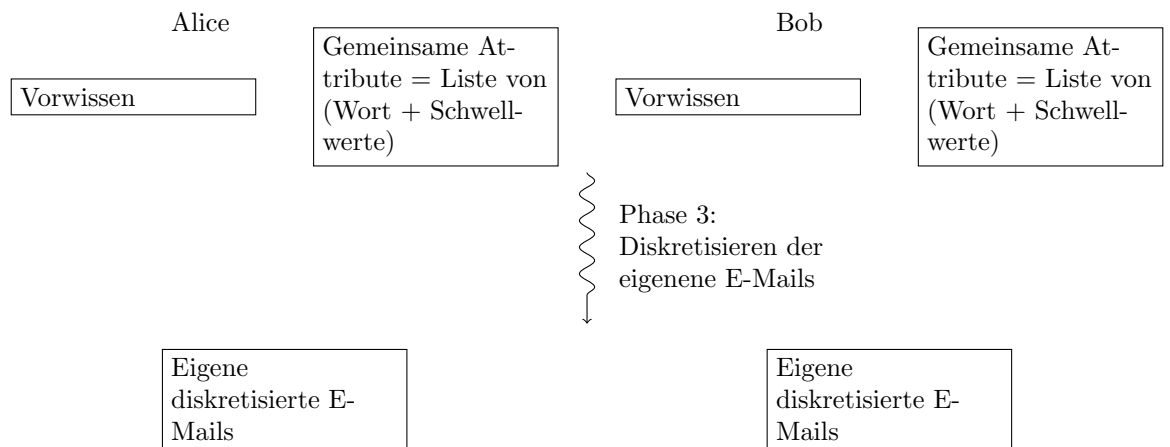 Alice
Bob
Vorwissen
Gemeinsame At-
tribute = Liste von
(Wort + Schwell-
werte)
Vorwissen
Gemeinsame At-
tribute = Liste von
(Wort + Schwell-
werte)
Phase 3:
Diskretisieren der
eigenene E-Mails
Eigene
diskretisierte E-
Mails
Eigene
diskretisierte E-
Mails